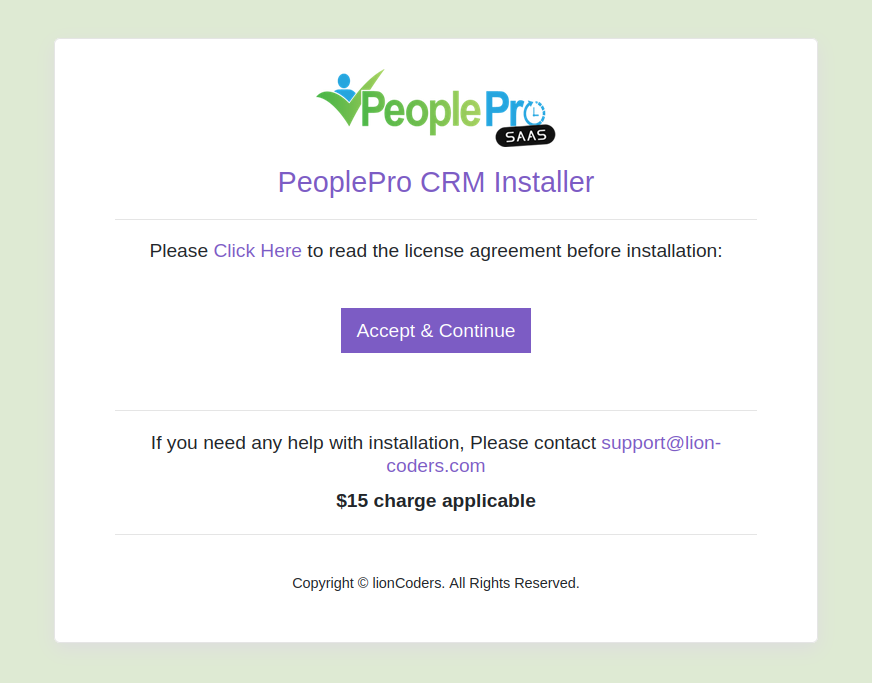 PeoplePro
SAAS
PeoplePro CRM Installer
Please Click Here to read the license agreement before installation:
Accept & Continue
If you need any help with installation, Please contact support@lion-
coders.com
$15 charge applicable
Copyright © lionCoders. All Rights Reserved.